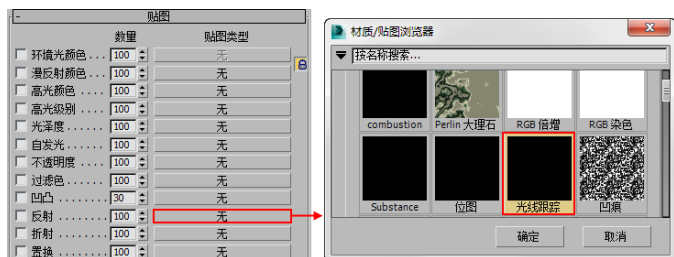 - 贴图
数量 贴图类型
环境光颜色... 100 无
漫反射颜色... 100 无
高光颜色.... 100 无
高光级别.... 100 无
光泽度...... 100 无
自发光...... 100 无
不透明度.... 100 无
过滤色...... 100 无
凹凸........ 30 无
反射........ 100 无
折射........ 100 无
置换........ 100 无
材质/贴图浏览器
按名称搜索...
combustion Perlin 大理石 RGB 倍增 RGB 染色
Substance 位图 光线跟踪 凹痕
确定 取消